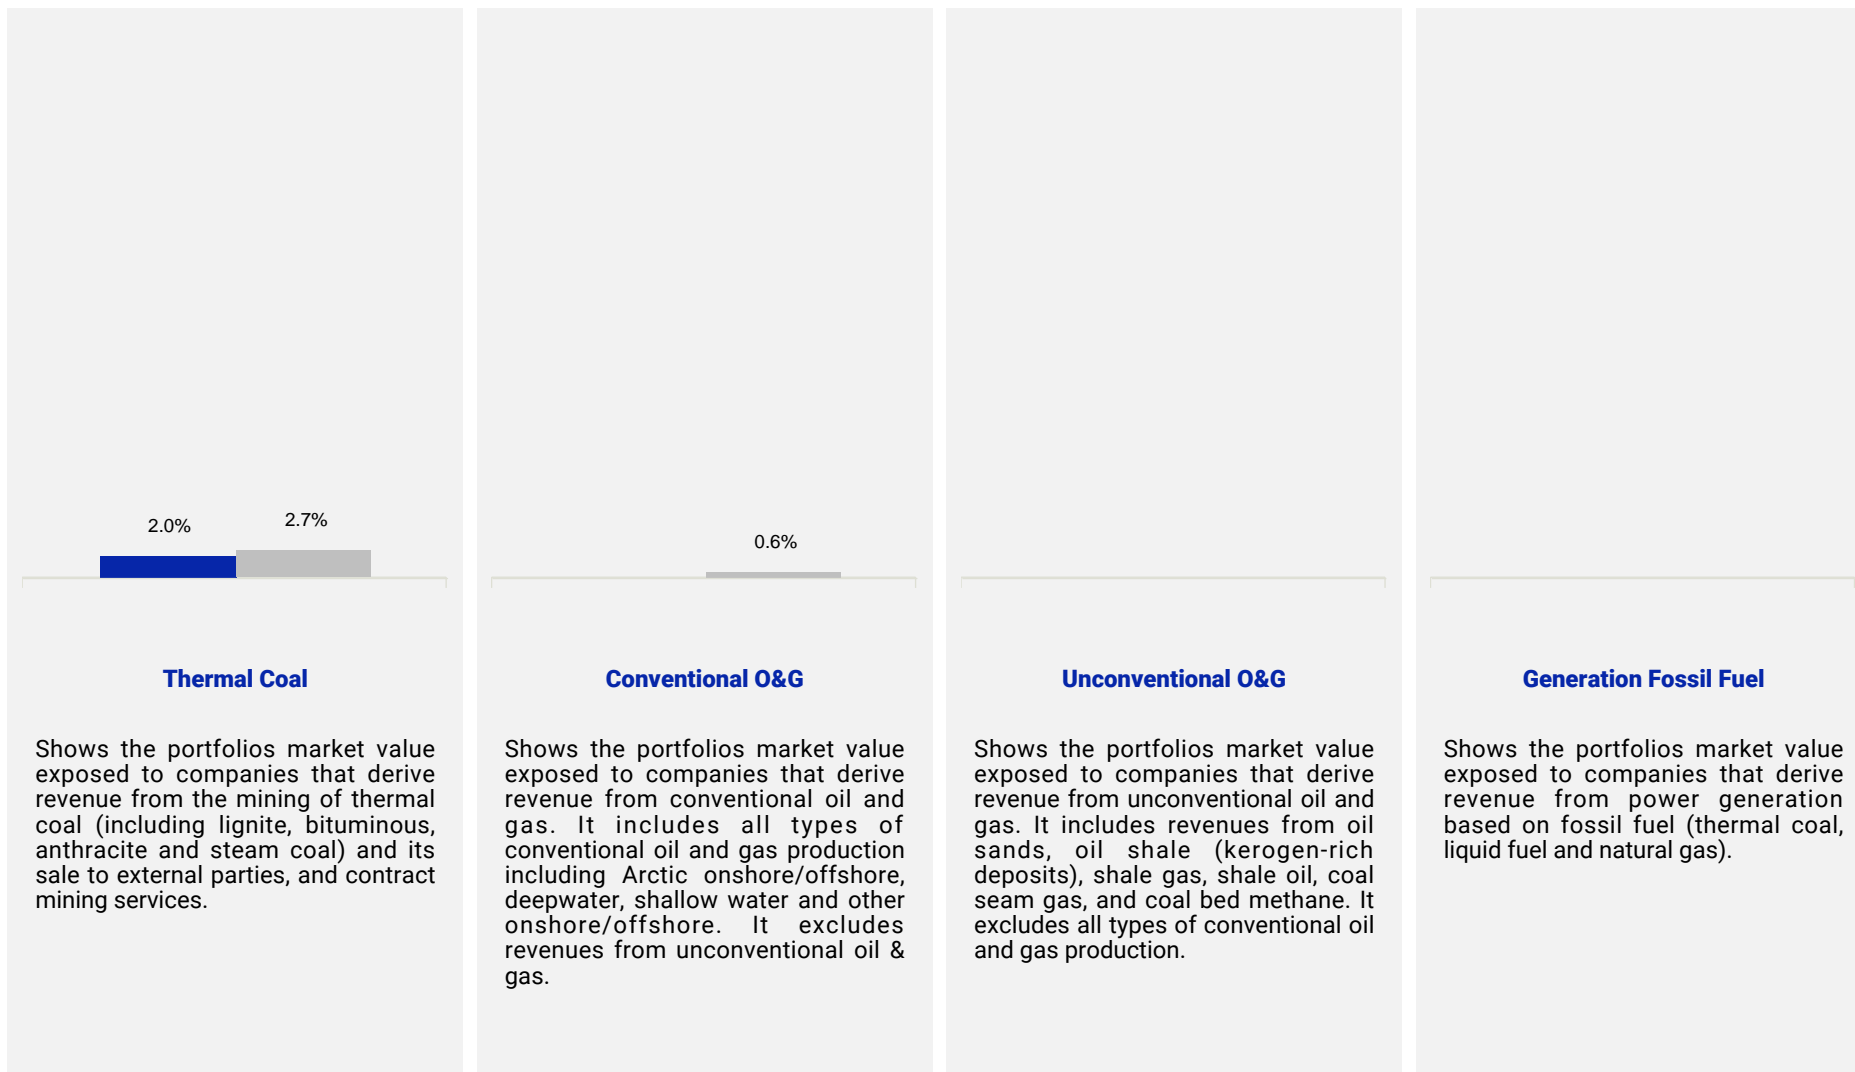 2.0%
2.7%
Thermal Coal
Shows the portfolios market value
exposed to companies that derive
revenue from the mining of thermal
coal (including lignite, bituminous,
anthracite and steam coal) and its
sale to external parties, and contract
mining services.
0.6%
Conventional O&G
Shows the portfolios market value
exposed to companies that derive
revenue from conventional oil and
gas. It includes all types of
conventional oil and gas production
including Arctic onshore/offshore,
deepwater, shallow water and other
onshore/offshore. It excludes
revenues from unconventional oil &
gas.
Unconventional O&G
Shows the portfolios market value
exposed to companies that derive
revenue from unconventional oil and
gas. It includes revenues from oil
sands, oil shale (kerogen-rich
deposits), shale gas, shale oil, coal
seam gas, and coal bed methane. It
excludes all types of conventional oil
and gas production.
Generation Fossil Fuel
Shows the portfolios market value
exposed to companies that derive
revenue from power generation
based on fossil fuel (thermal coal,
liquid fuel and natural gas).